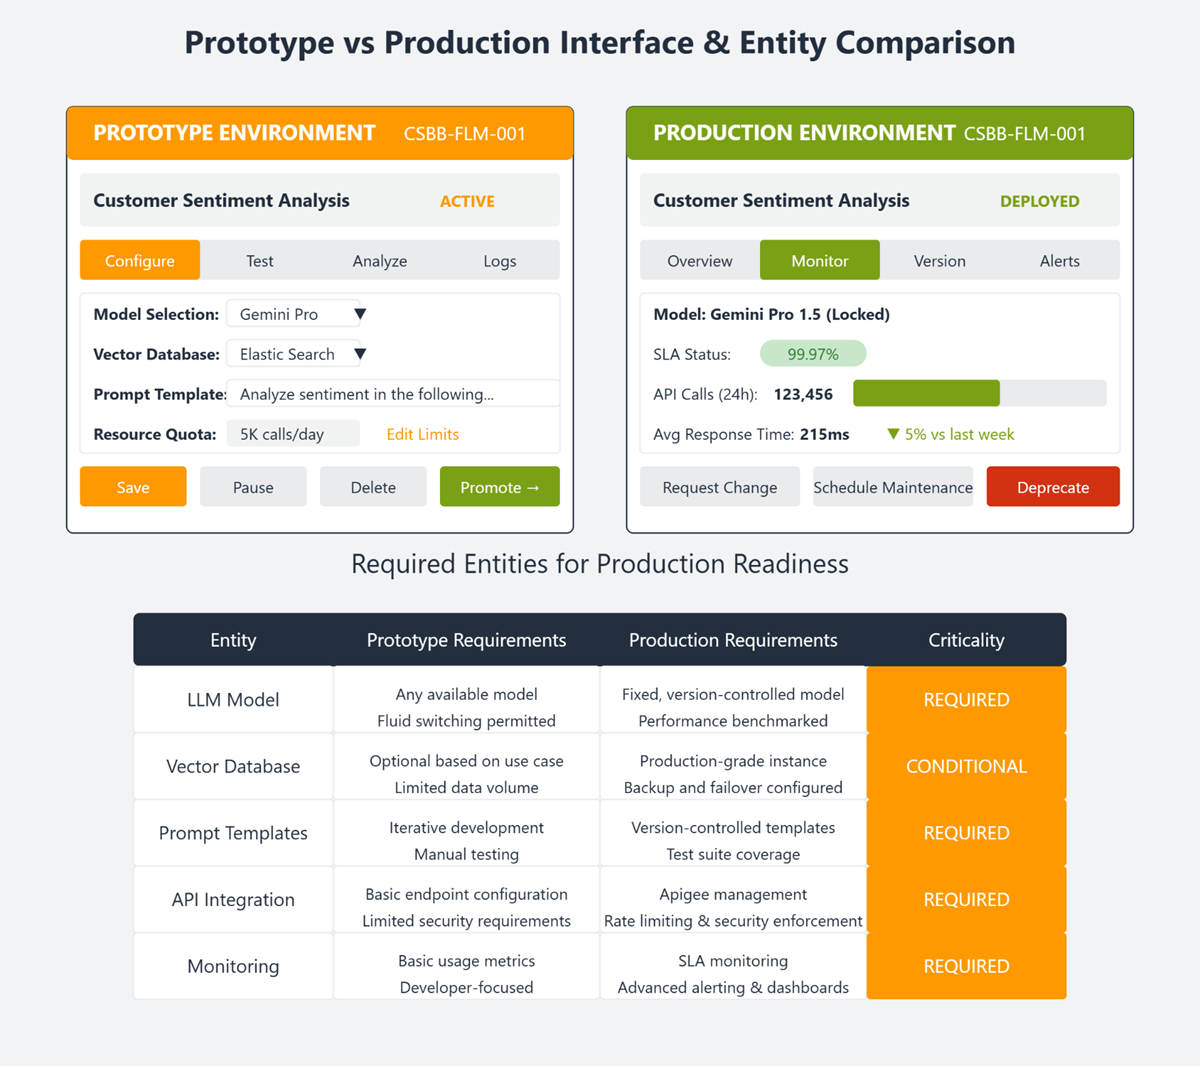 Prototype vs Production Interface & Entity Comparison
PROTOTYPE ENVIRONMENT CSBB-FLM-001
Customer Sentiment Analysis ACTIVE
Configure Test Analyze Logs
Model Selection: Gemini Pro ▼
Vector Database: Elastic Search ▼
Prompt Template: Analyze sentiment in the following...
Resource Quota: 5K calls/day Edit Limits
Save Pause Delete Promote →
PRODUCTION ENVIRONMENT CSBB-FLM-001
Customer Sentiment Analysis DEPLOYED
Overview Monitor Version Alerts
Model: Gemini Pro 1.5 (Locked)
SLA Status: 99.97%
API Calls (24h): 123,456
Avg Response Time: 215ms ▼ 5% vs last week
Request Change Schedule Maintenance Deprecate
Required Entities for Production Readiness
Entity Prototype Requirements Production Requirements Criticality
LLM Model
Any available model
Fluid switching permitted
Fixed, version-controlled model
Performance benchmarked
REQUIRED
Vector Database
Optional based on use case
Limited data volume
Production-grade instance
Backup and failover configured
CONDITIONAL
Prompt Templates
Iterative development
Manual testing
Version-controlled templates
Test suite coverage
REQUIRED
API Integration
Basic endpoint configuration
Limited security requirements
Apigee management
Rate limiting & security enforcement
REQUIRED
Monitoring
Basic usage metrics
Developer-focused
SLA monitoring
Advanced alerting & dashboards
REQUIRED